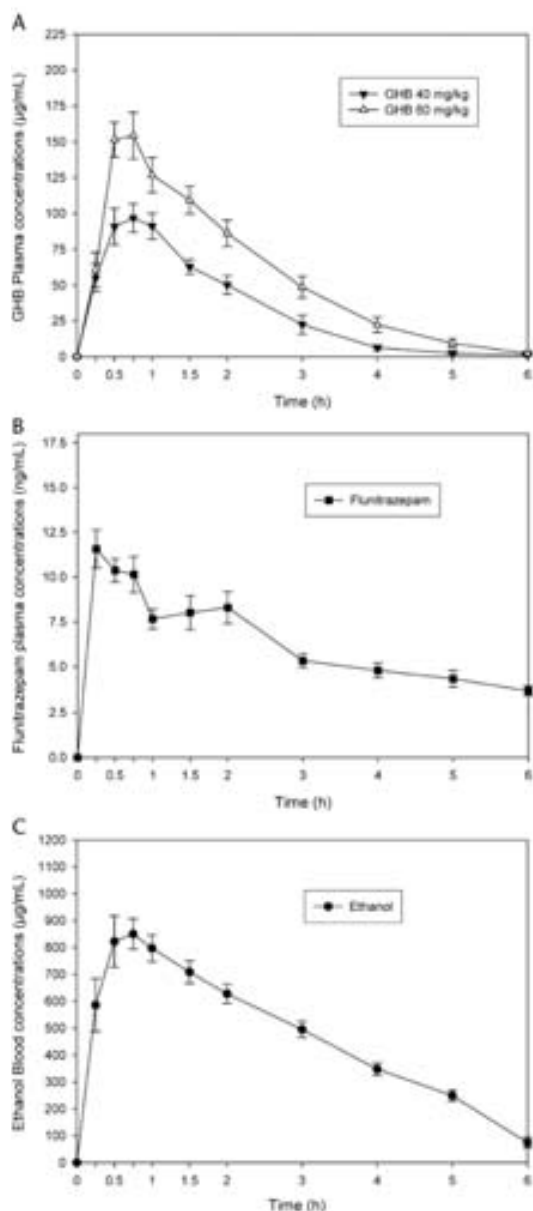 A
GHB Plasma concentrations (µg/mL)
225
200
175
150
125
100
75
50
25
0
GHB 40 mg/kg
GHB 60 mg/kg
0 0.5 1 1.5 2 3 4 5 6
Time (h)
B
Flunitrazepam plasma concentrations (ng/mL)
17.5
15.0
12.5
10.0
7.5
5.0
2.5
0.0
Flunitrazepam
0 0.5 1 1.5 2 3 4 5 6
Time (h)
C
Ethanol Blood concentrations (µg/mL)
1200
1100
1000
900
800
700
600
500
400
300
200
100
0
Ethanol
0 0.5 1 1.5 2 3 4 5 6
Time (h)